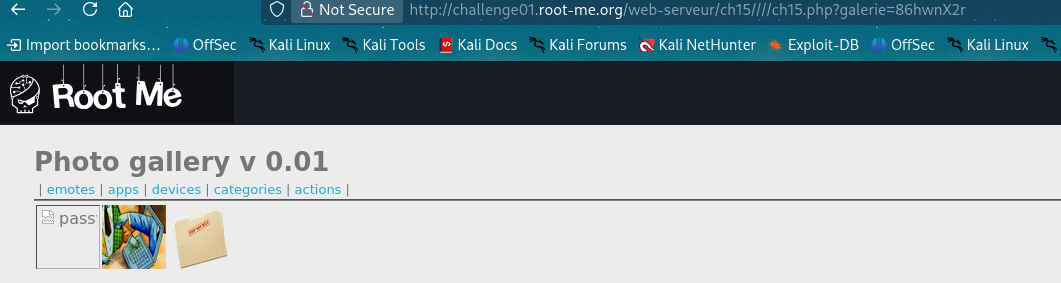 Not Secure http://challenge01.root-me.org/web-serveur/ch15////ch15.php?galerie=86hwnX2r
Import bookmarks... OffSec Kali Linux Kali Tools Kali Docs Kali Forums Kali NetHunter Exploit-DB OffSec Kali Linux
Root Me
Photo gallery v 0.01
| emotes | apps | devices | categories | actions |
pass
TOP SECRET